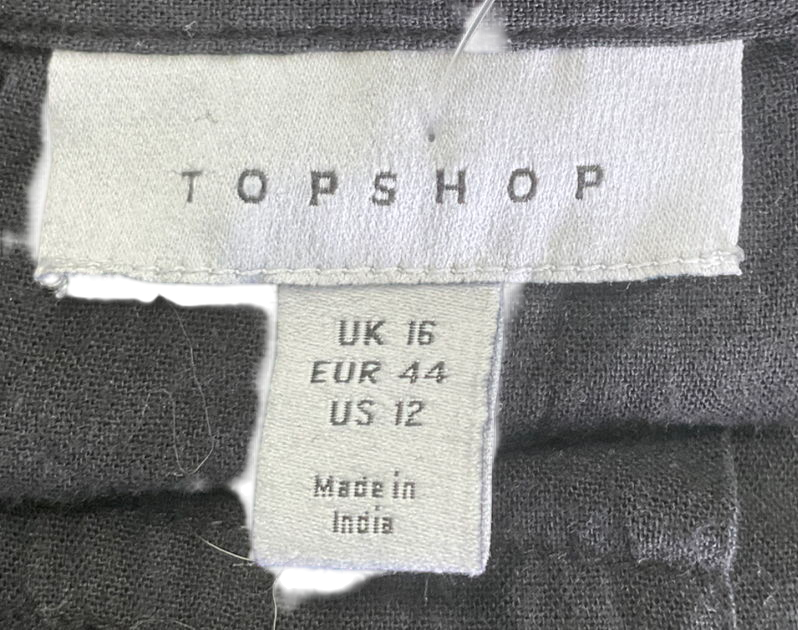 TOPSHOP
UK 16
EUR 44
US 12
Made in
India